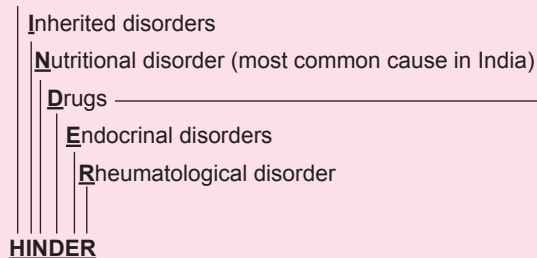 Inherited disorders
Nutritional disorder (most common cause in India)
Drugs
Endocrinal disorders
Rheumatological disorder
HINDER